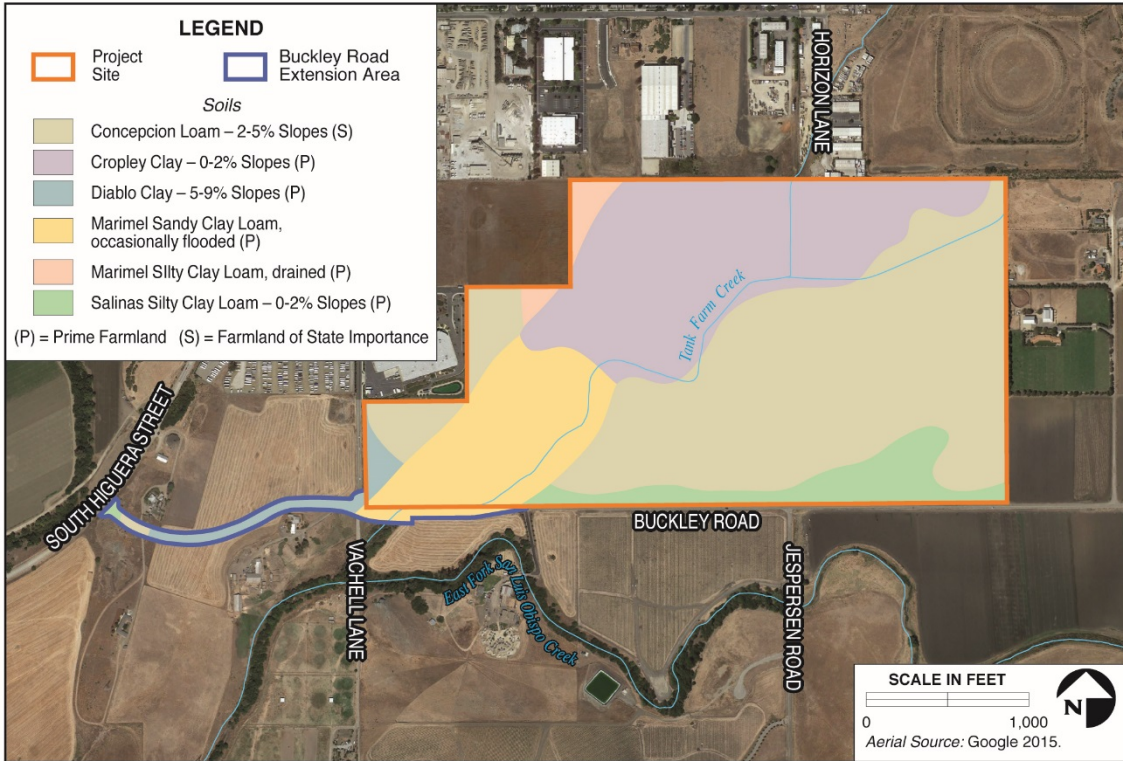 LEGEND
Project
Site
Buckley Road
Extension Area
Soils
Concepcion Loam – 2-5% Slopes (S)
Cropley Clay – 0-2% Slopes (P)
Diablo Clay – 5-9% Slopes (P)
Marimel Sandy Clay Loam,
occasionally flooded (P)
Marimel SIlty Clay Loam, drained (P)
Salinas Silty Clay Loam – 0-2% Slopes (P)
(P) = Prime Farmland (S) = Farmland of State Importance
HORIZON LANE
Tank Farm Creek
SOUTH HIGUERA STREET
BUCKLEY ROAD
VACHELL LANE
East Fork San Luis Obispo Creek
JESPERSEN ROAD
SCALE IN FEET
0 1,000
N
Aerial Source: Google 2015.